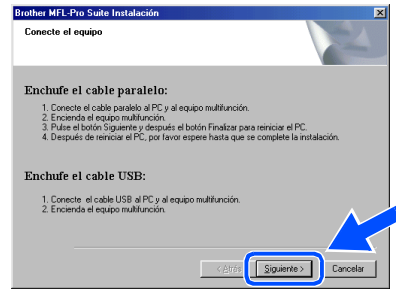 Brother MFL-Pro Suite Instalación
Conecte el equipo
Enchufe el cable paralelo:
1. Conecte el cable paralelo al PC y al equipo multifunción.
2. Encienda el equipo multifunción.
3. Pulse el botón Siguiente y después el botón Finalizar para reiniciar el PC.
4. Después de reiniciar el PC, por favor espere hasta que se complete la instalación.
Enchufe el cable USB:
1. Conecte el cable USB al PC y al equipo multifunción.
2. Encienda el equipo multifunción.
< Atrás Siguiente > Cancelar